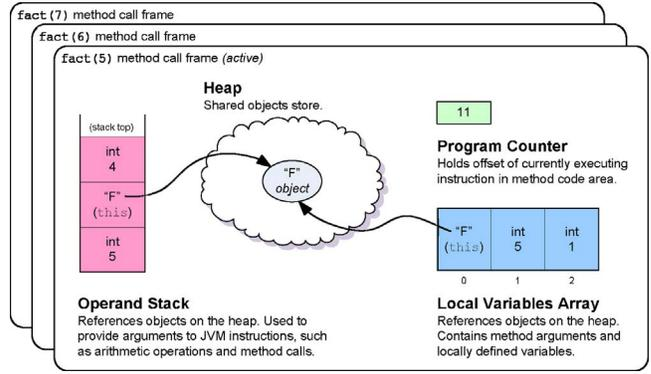 fact(7) method call frame
fact(6) method call frame
fact(5) method call frame (active)
Heap
Shared objects store.
(stack top)
int
4
"F"
(this)
int
5
"F"
object
11
Program Counter
Holds offset of currently executing
instruction in method code area.
"F"
(this)
int
5
int
1
0
1
2
Operand Stack
References objects on the heap. Used to
provide arguments to JVM instructions, such
as arithmetic operations and method calls.
Local Variables Array
References objects on the heap.
Contains method arguments and
locally defined variables.